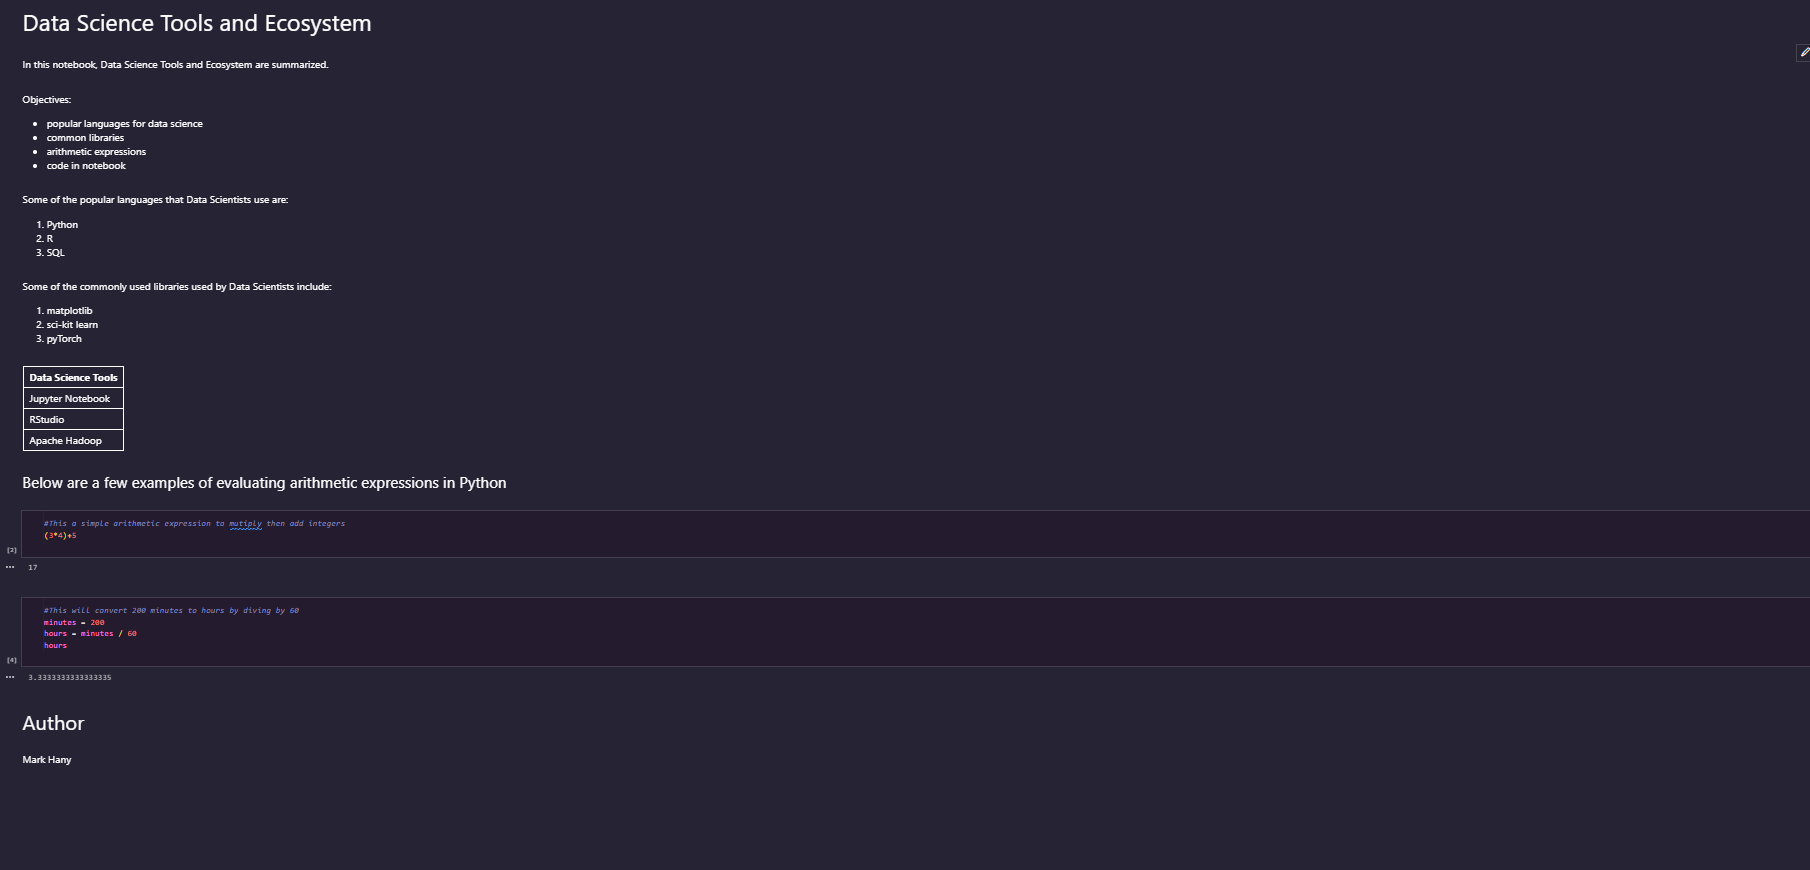 Data Science Tools and Ecosystem
In this notebook, Data Science Tools and Ecosystem are summarized.
Objectives:
• popular languages for data science
• common libraries
• arithmetic expressions
• code in notebook
Some of the popular languages that Data Scientists use are:
1. Python
2. R
3. SQL
Some of the commonly used libraries used by Data Scientists include:
1. matplotlib
2. sci-kit learn
3. pyTorch
Data Science Tools
Jupyter Notebook
RStudio
Apache Hadoop
Below are a few examples of evaluating arithmetic expressions in Python
#This a simple arithmetic expression to mutiply then add integers
(3*4)+5
[2]
... 17
#This will convert 200 minutes to hours by diving by 60
minutes = 200
hours = minutes / 60
hours
[4]
... 3.3333333333333335
Author
Mark Hany